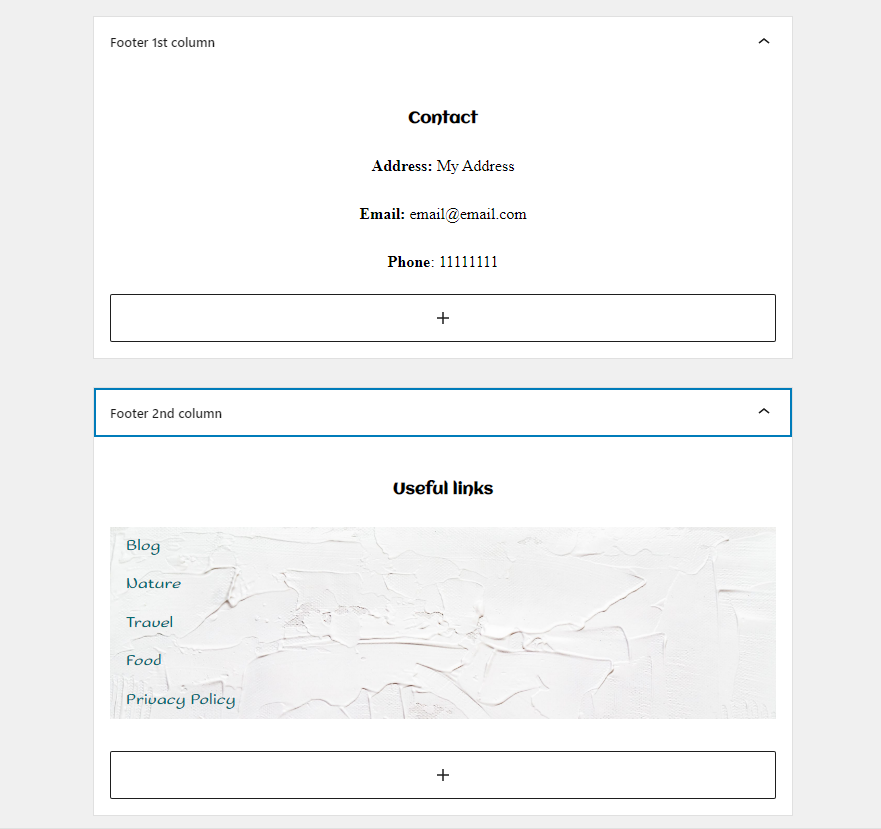 Footer 1st column
Contact
Address: My Address
Email: email@email.com
Phone: 11111111
Footer 2nd column
Useful links
Blog
Nature
Travel
Food
Privacy Policy